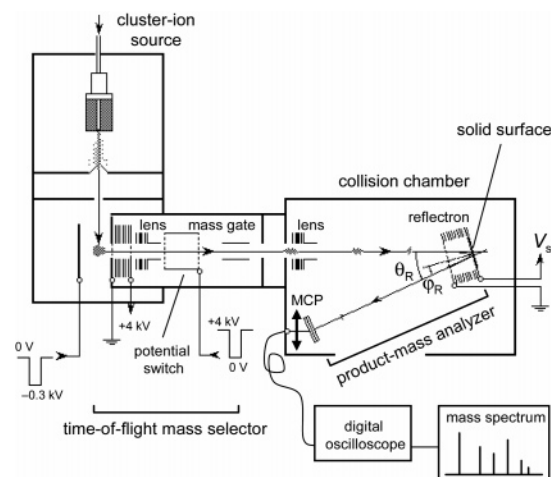 cluster-ion
source
solid surface
collision chamber
lens
mass gate
lens
reflectron
Vs
θR
φR
MCP
+4 kV
+4 kV
0 V
potential
switch
0 V
−0.3 kV
product-mass analyzer
time-of-flight mass selector
digital
oscilloscope
mass spectrum